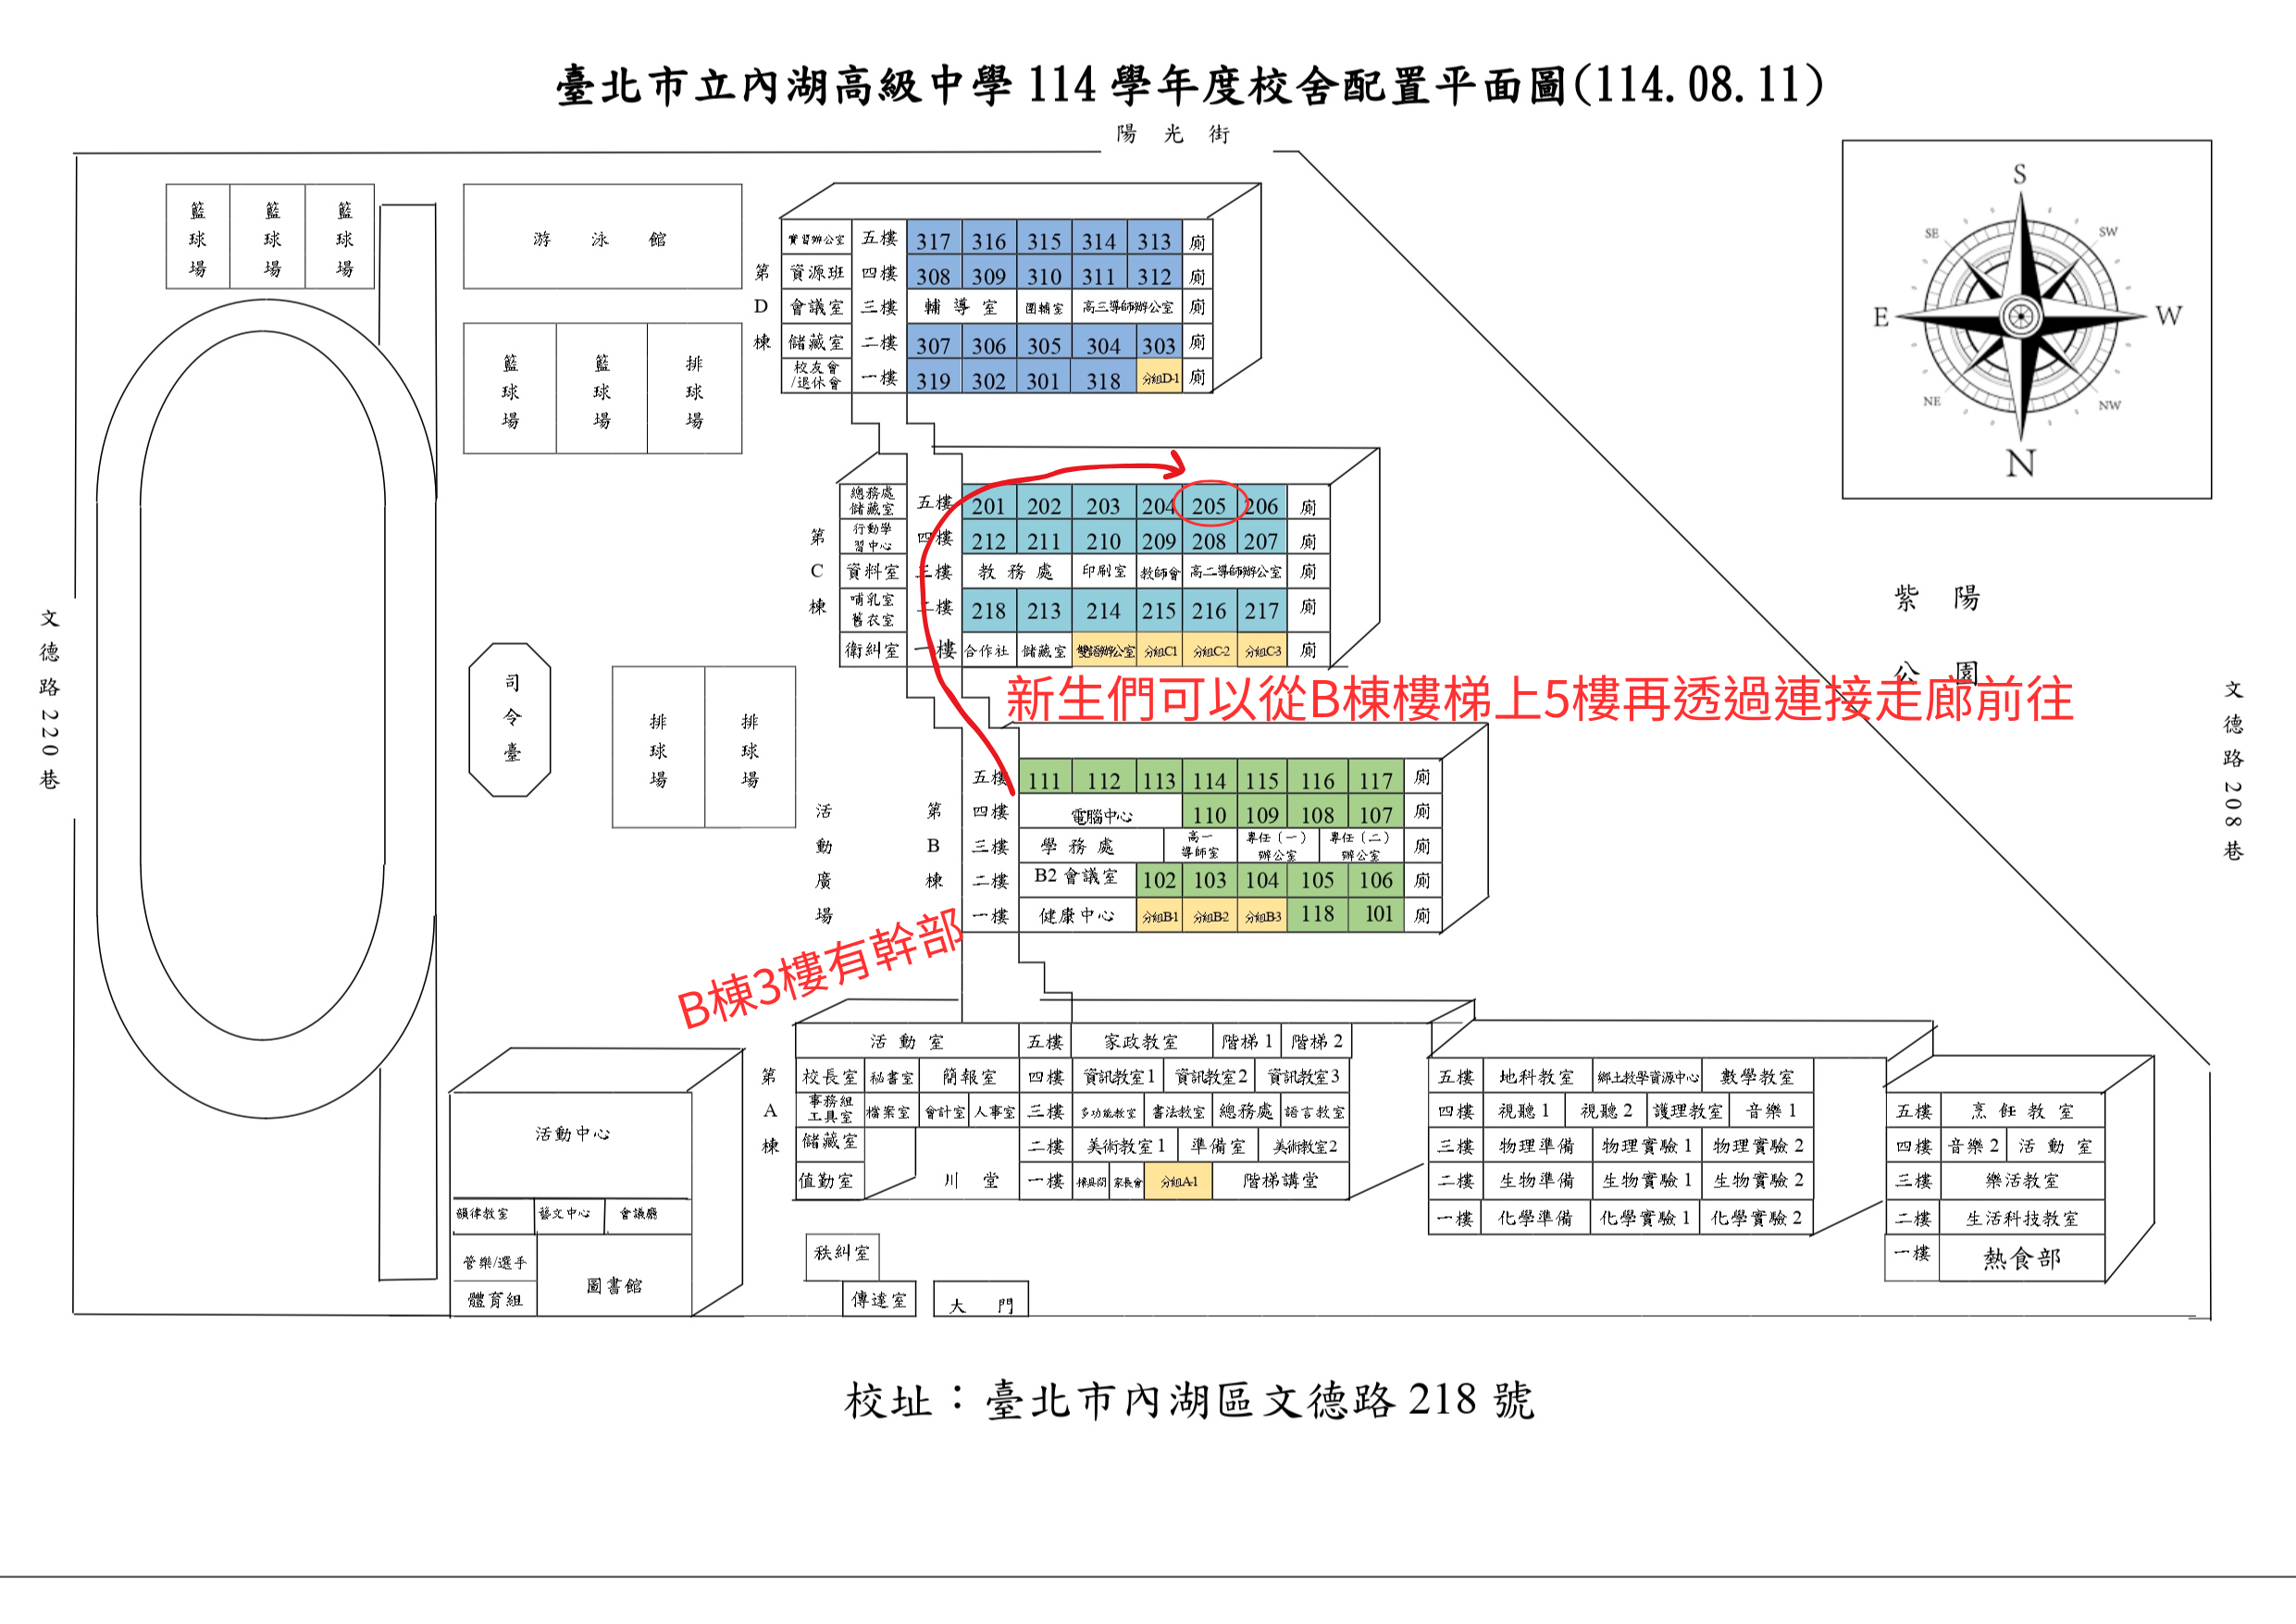 臺北市立內湖高級中學 114 學年度校舍配置平面圖(114.08.11)
陽 光 街
籃球場 籃球場 籃球場
游 泳 館
籃球場 籃球場 排球場
第 D 棟
實習辦公室 五樓 317 316 315 314 313 廁
資源班 四樓 308 309 310 311 312 廁
會議室 三樓 輔 導 室 團輔室 高三導師辦公室 廁
儲藏室 二樓 307 306 305 304 303 廁
校友會/退休會 一樓 319 302 301 318 分組D-1 廁
S
SE SW
E W
NE NW
N
第 C 棟
總務處儲藏室 五樓 201 202 203 204 205 206 廁
行動學習中心 四樓 212 211 210 209 208 207 廁
資料室 三樓 教 務 處 印刷室 教師會 高二導師辦公室 廁
哺乳室舊衣室 二樓 218 213 214 215 216 217 廁
衛糾室 一樓 合作社 儲藏室 雙語辦公室 分組C1 分組C-2 分組C-3 廁
紫 陽
公 園
文德路220巷
文德路208巷
司令臺
排球場 排球場
新生們可以從B棟樓梯上5樓再透過連接走廊前往
活動廣場
第 B 棟
五樓 111 112 113 114 115 116 117 廁
四樓 電腦中心 110 109 108 107 廁
三樓 學 務 處 高一導師室 專任（一）辦公室 專任（二）辦公室 廁
二樓 B2 會議室 102 103 104 105 106 廁
一樓 健康中心 分組B-1 分組B-2 分組B-3 118 101 廁
B棟3樓有幹部
第 A 棟
活 動 室 五樓 家政教室 階梯 1 階梯 2
校長室 秘書室 簡報室 四樓 資訊教室1 資訊教室2 資訊教室3
事務組工具室 檔案室 會計室 人事室 三樓 多功能教室 書法教室 總務處 語言教室
儲藏室 二樓 美術教室 1 準備室 美術教室2
值勤室 川 堂 一樓 家長會 分組A-1 階梯講堂
五樓 地科教室 鄉土教學資源中心 數學教室
四樓 視聽 1 視聽 2 護理教室 音樂 1
三樓 物理準備 物理實驗 1 物理實驗 2
二樓 生物準備 生物實驗 1 生物實驗 2
一樓 化學準備 化學實驗 1 化學實驗 2
五樓 烹 飪 教 室
四樓 音樂 2 活 動 室
三樓 樂活教室
二樓 生活科技教室
一樓 熱食部
活動中心
韻律教室 藝文中心 會議廳
管樂/選手
圖書館
體育組
秩糾室
傳達室 大 門
校址：臺北市內湖區文德路 218 號